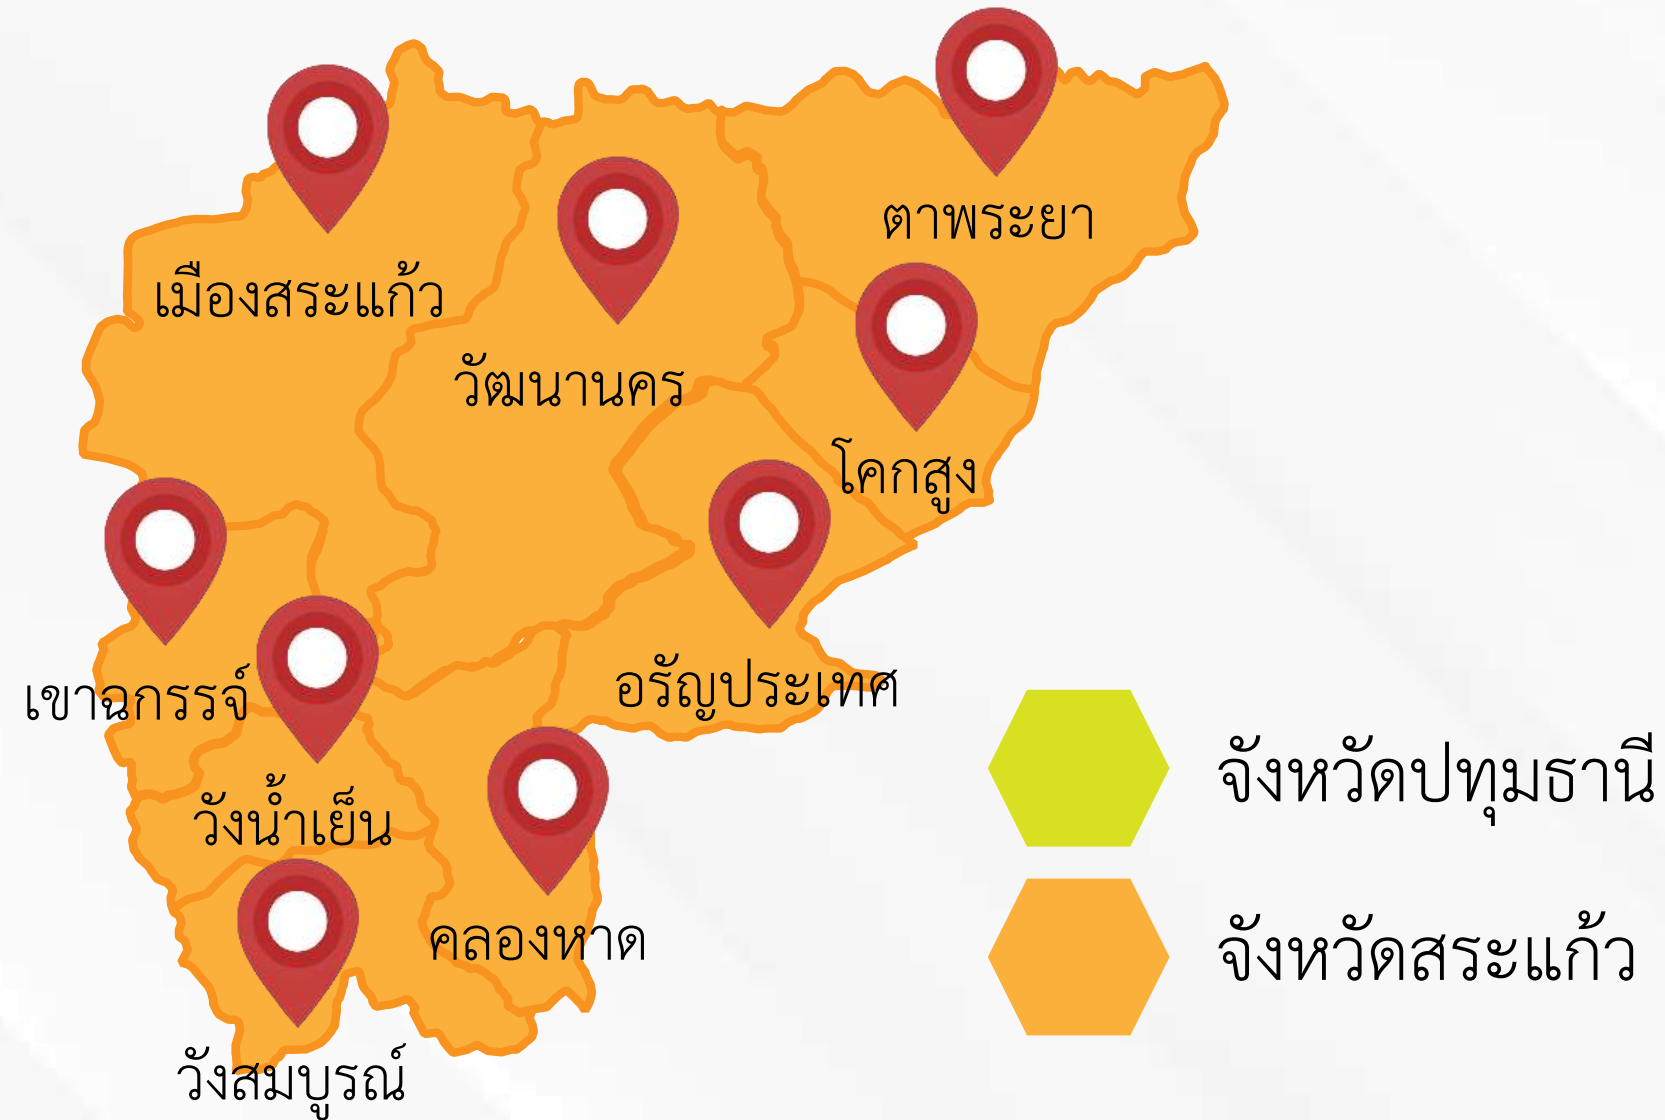 ตาพระยา
เมืองสระแก้ว
วัฒนานคร
โคกสูง
อรัญประเทศ
เขาฉกรรจ์
วังน้ำเย็น
คลองหาด
วังสมบูรณ์
จังหวัดปทุมธานี
จังหวัดสระแก้ว